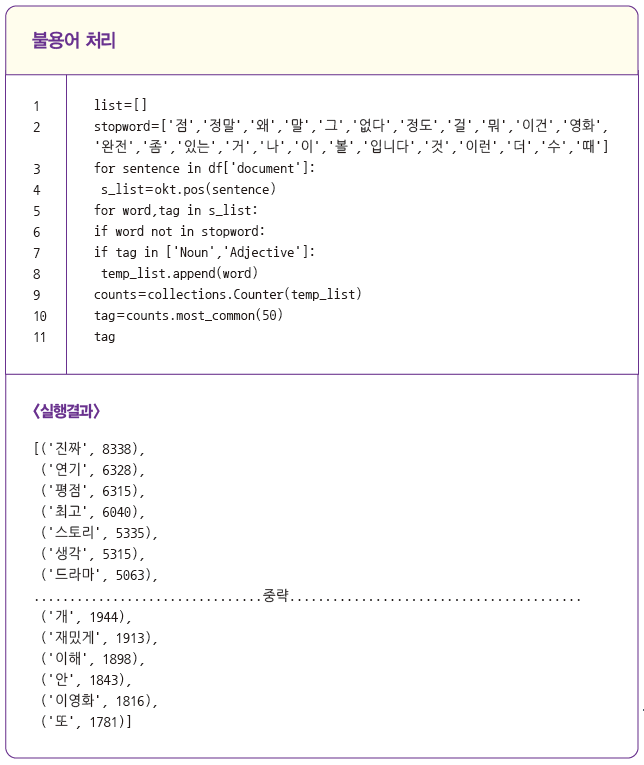 불용어 처리
1 list=[]
2 stopword=['점','정말','왜','말','그','없다','정도','걸','뭐','이건','영화',
'완전','좀','있는','거','나','이','볼','입니다','것','이런','더','수','때']
3 for sentence in df['document']:
4 s_list=okt.pos(sentence)
5 for word,tag in s_list:
6 if word not in stopword:
7 if tag in ['Noun','Adjective']:
8 temp_list.append(word)
9 counts=collections.Counter(temp_list)
10 tag=counts.most_common(50)
11 tag
<실행결과>
[('진짜', 8338),
('연기', 6328),
('평점', 6315),
('최고', 6040),
('스토리', 5335),
('생각', 5315),
('드라마', 5063),
................................중략.........................................
('개', 1944),
('재밌게', 1913),
('이해', 1898),
('안', 1843),
('이영화', 1816),
('또', 1781)]